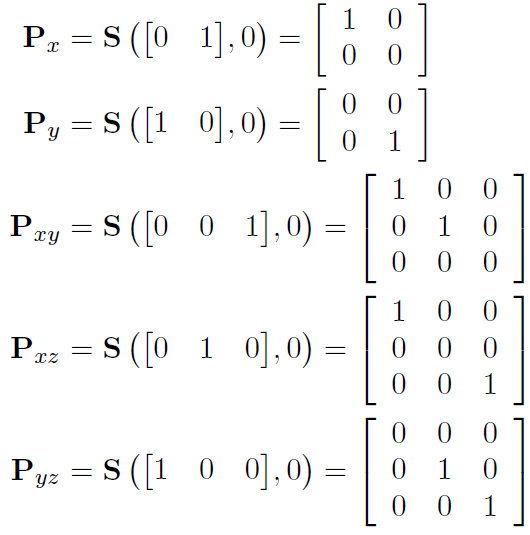 P_x = S ([0 1], 0) = [ 1 0 ; 0 0 ]
P_y = S ([1 0], 0) = [ 0 0 ; 0 1 ]
P_xy = S ([0 0 1], 0) = [ 1 0 0 ; 0 1 0 ; 0 0 0 ]
P_xz = S ([0 1 0], 0) = [ 1 0 0 ; 0 0 0 ; 0 0 1 ]
P_yz = S ([1 0 0], 0) = [ 0 0 0 ; 0 1 0 ; 0 0 1 ]